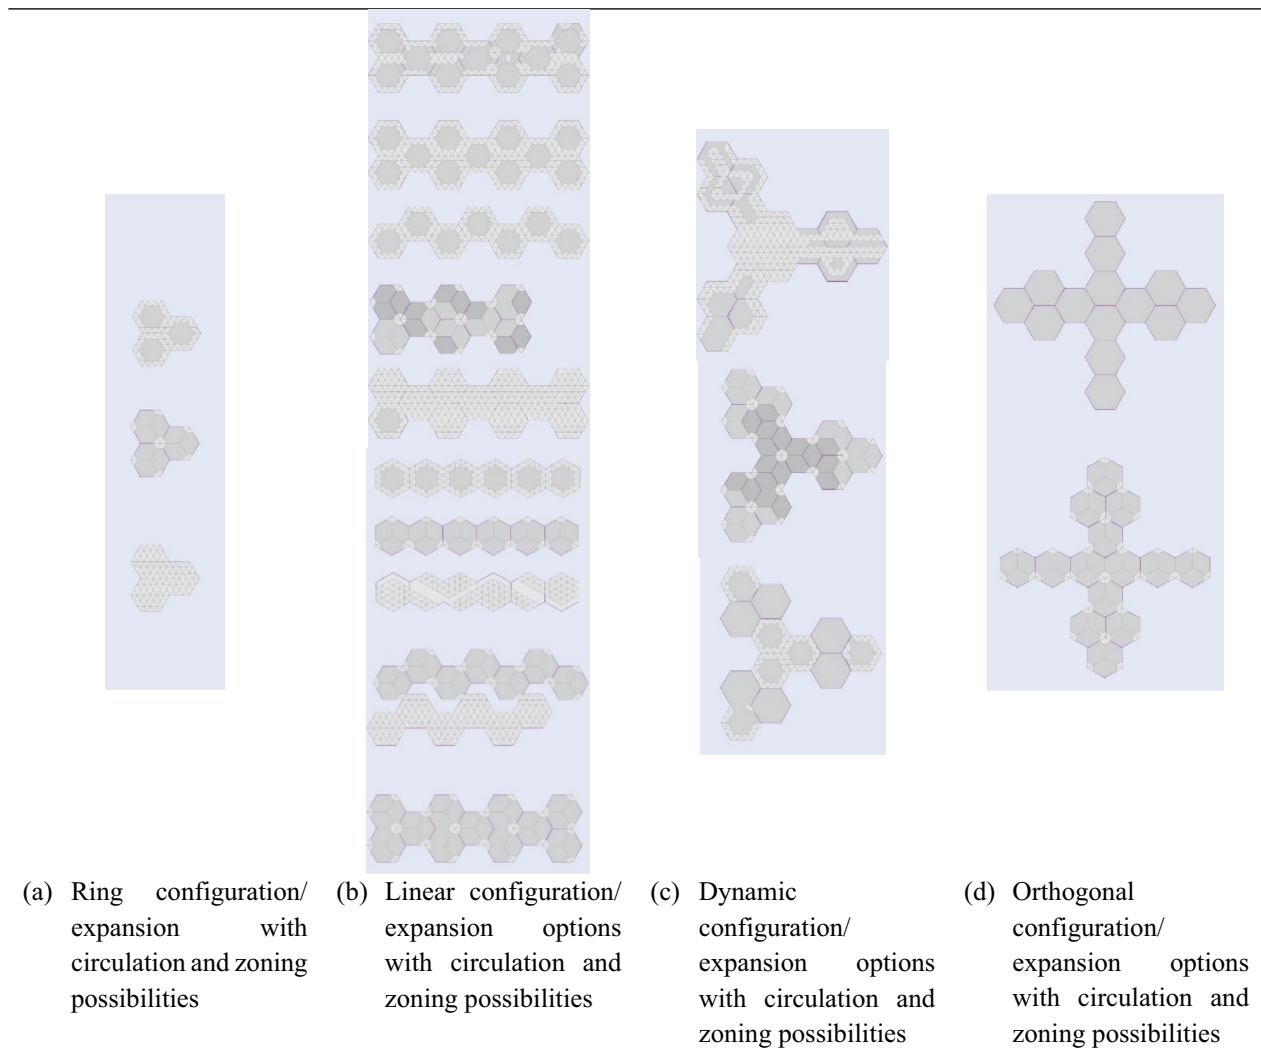 (a) Ring configuration/
expansion with
circulation and zoning
possibilities
(b) Linear configuration/
expansion options
with circulation and
zoning possibilities
(c) Dynamic
configuration/
expansion options
with circulation and
zoning possibilities
(d) Orthogonal
configuration/
expansion options
with circulation and
zoning possibilities